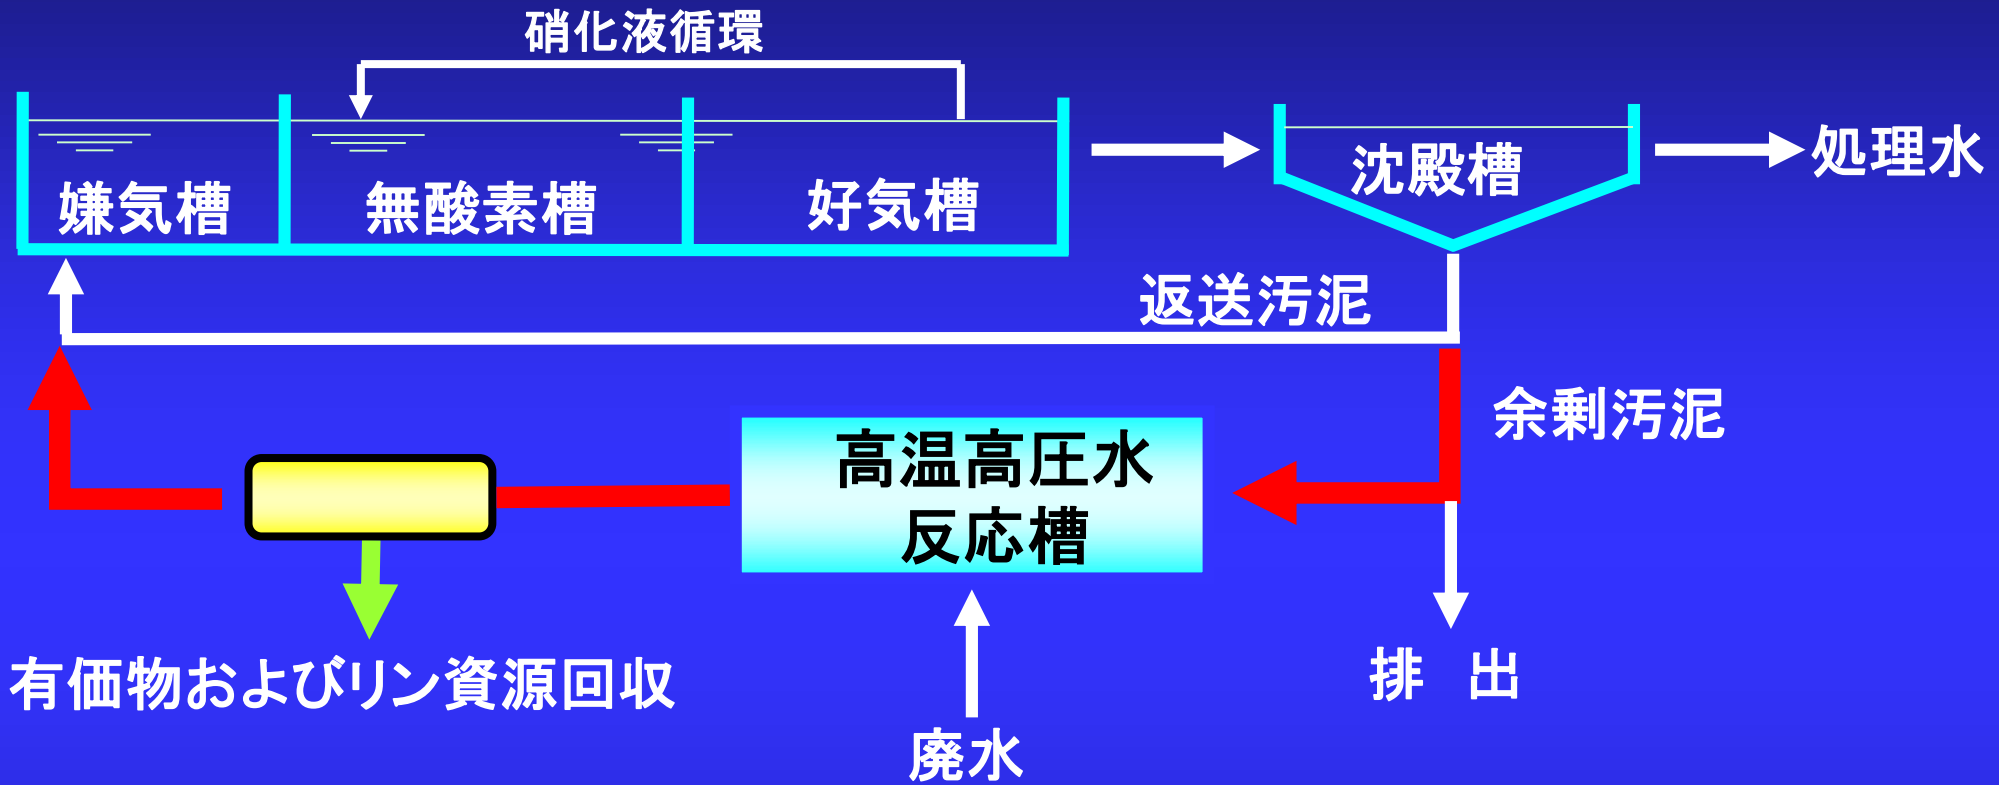 硝化液循環
嫌気槽
無酸素槽
好気槽
沈殿槽
処理水
返送汚泥
余剰汚泥
高温高圧水
反応槽
有価物およびリン資源回収
排　出
廃水